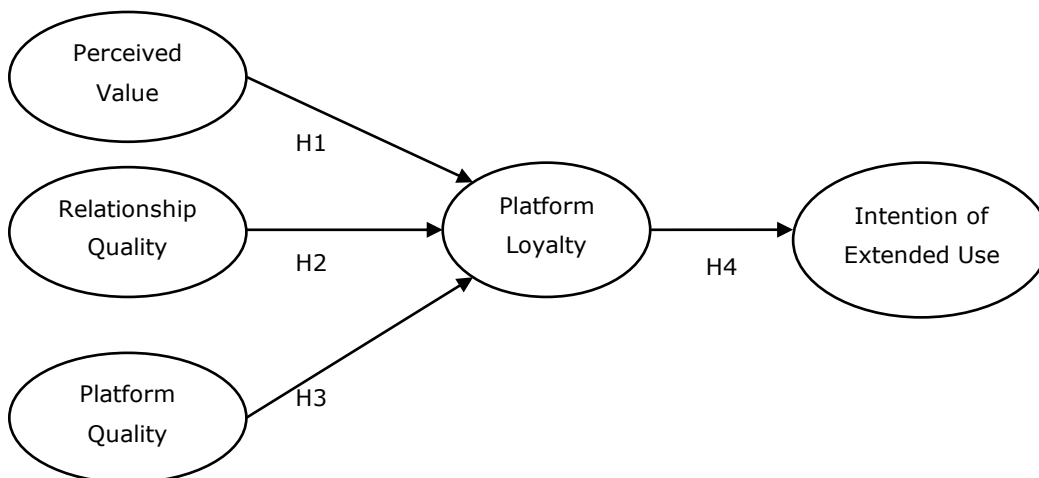 Perceived
Value
H1
Relationship
Quality
H2
Platform
Loyalty
H4
Intention of
Extended Use
Platform
Quality
H3